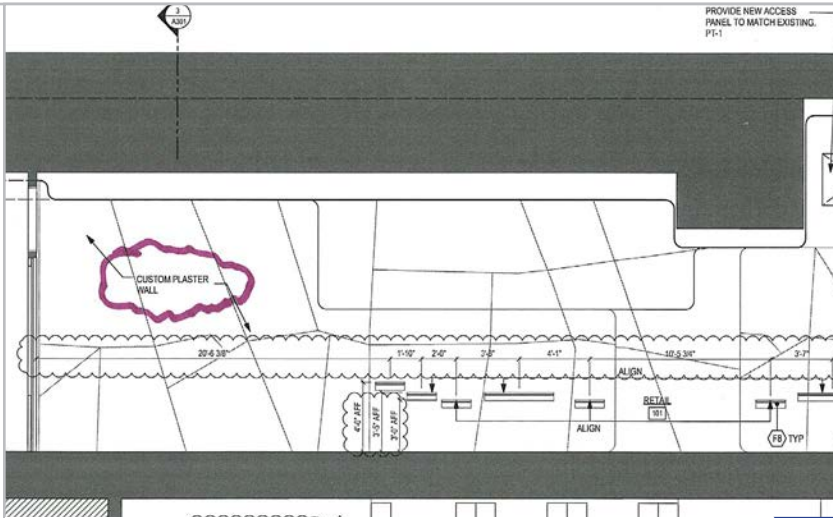 3
A301
PROVIDE NEW ACCESS
PANEL TO MATCH EXISTING.
PT-1
CUSTOM PLASTER
WALL
20'-6 3/8"
1'-10"
2'-0"
4'-1"
10'-5 3/4"
3'-7"
ALIGN
4'-0" AFF
3'-5" AFF
3'-0" AFF
RETAIL
101
ALIGN
FB TYP